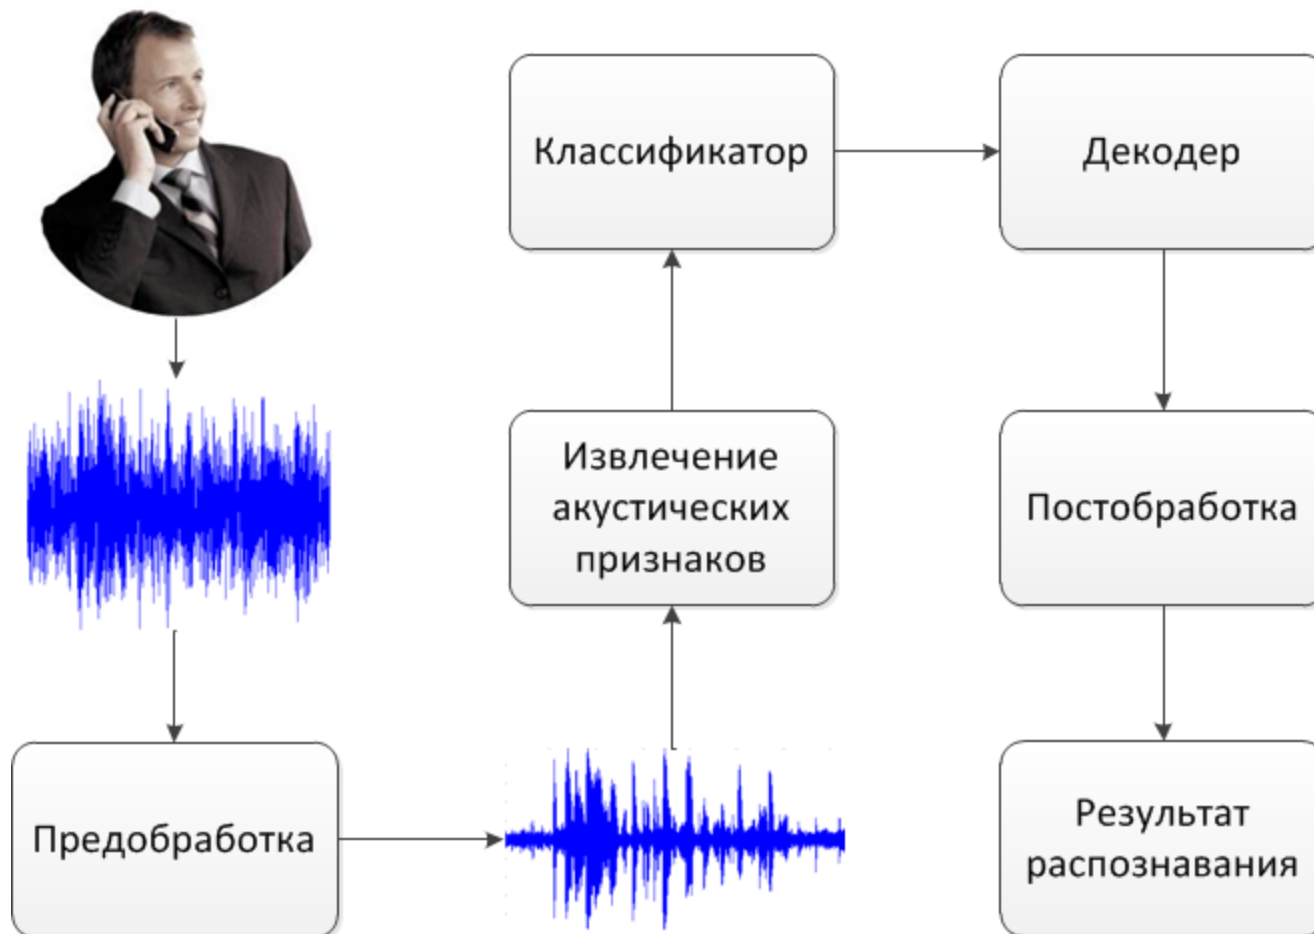 Классификатор
Декодер
Извлечение
акустических
признаков
Постобработка
Предобработка
Результат
распознавания